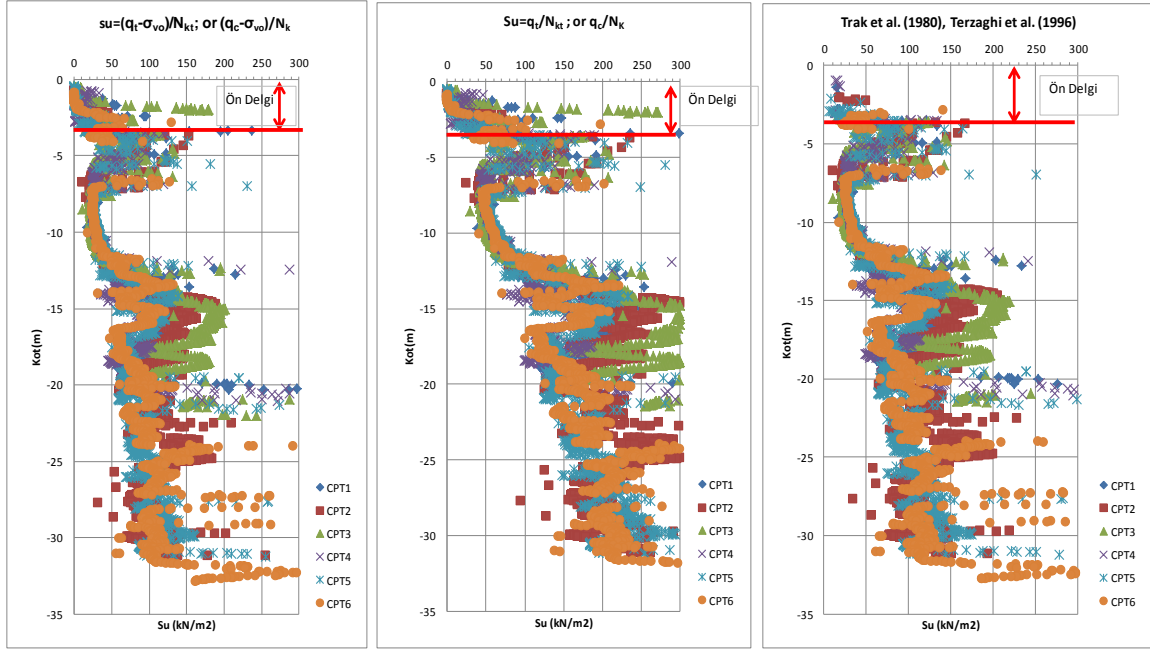 su=(qt-σvo)/Nkt; or (qc-σvo)/Nk
0 50 100 150 200 250 300
0
-5
-10
-15
-20
-25
-30
-35
Kot(m)
Ön Delgi
CPT1
CPT2
CPT3
CPT4
CPT5
CPT6
Su (kN/m2)
Su=qt/Nkt ; or qc/NK
0 50 100 150 200 250 300
0
-5
-10
-15
-20
-25
-30
-35
Kot(m)
Ön Delgi
CPT1
CPT2
CPT3
CPT4
CPT5
CPT6
Su (kN/m2)
Trak et al. (1980), Terzaghi et al. (1996)
0 50 100 150 200 250 300
0
-5
-10
-15
-20
-25
-30
-35
Kot(m)
Ön Delgi
CPT1
CPT2
CPT3
CPT4
CPT5
CPT6
Su (kN/m2)